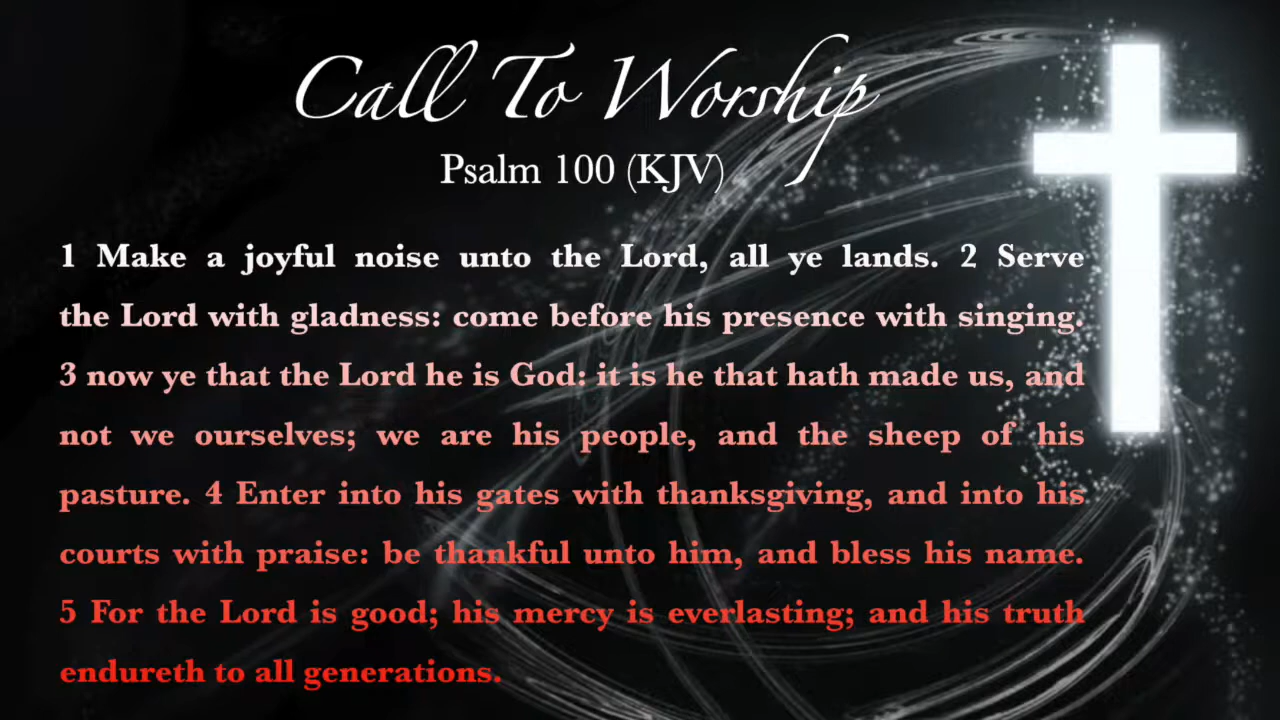 Call To Worship
Psalm 100 (KJV)
1 Make a joyful noise unto the Lord, all ye lands. 2 Serve
the Lord with gladness: come before his presence with singing.
3 now ye that the Lord he is God: it is he that hath made us, and
not we ourselves; we are his people, and the sheep of his
pasture. 4 Enter into his gates with thanksgiving, and into his
courts with praise: be thankful unto him, and bless his name.
5 For the Lord is good; his mercy is everlasting; and his truth
endureth to all generations.